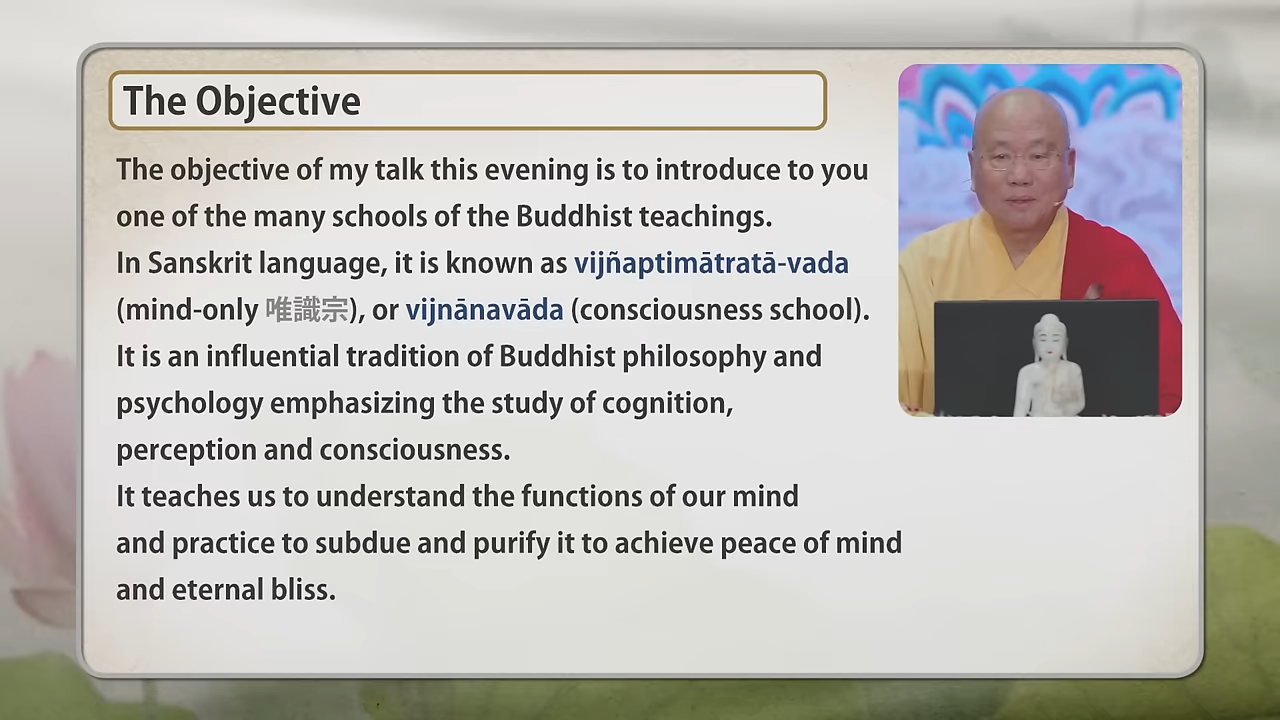 The Objective
The objective of my talk this evening is to introduce to you
one of the many schools of the Buddhist teachings.
In Sanskrit language, it is known as vijñaptimātratā-vada
(mind-only 唯識宗), or vijnānavāda (consciousness school).
It is an influential tradition of Buddhist philosophy and
psychology emphasizing the study of cognition,
perception and consciousness.
It teaches us to understand the functions of our mind
and practice to subdue and purify it to achieve peace of mind
and eternal bliss.